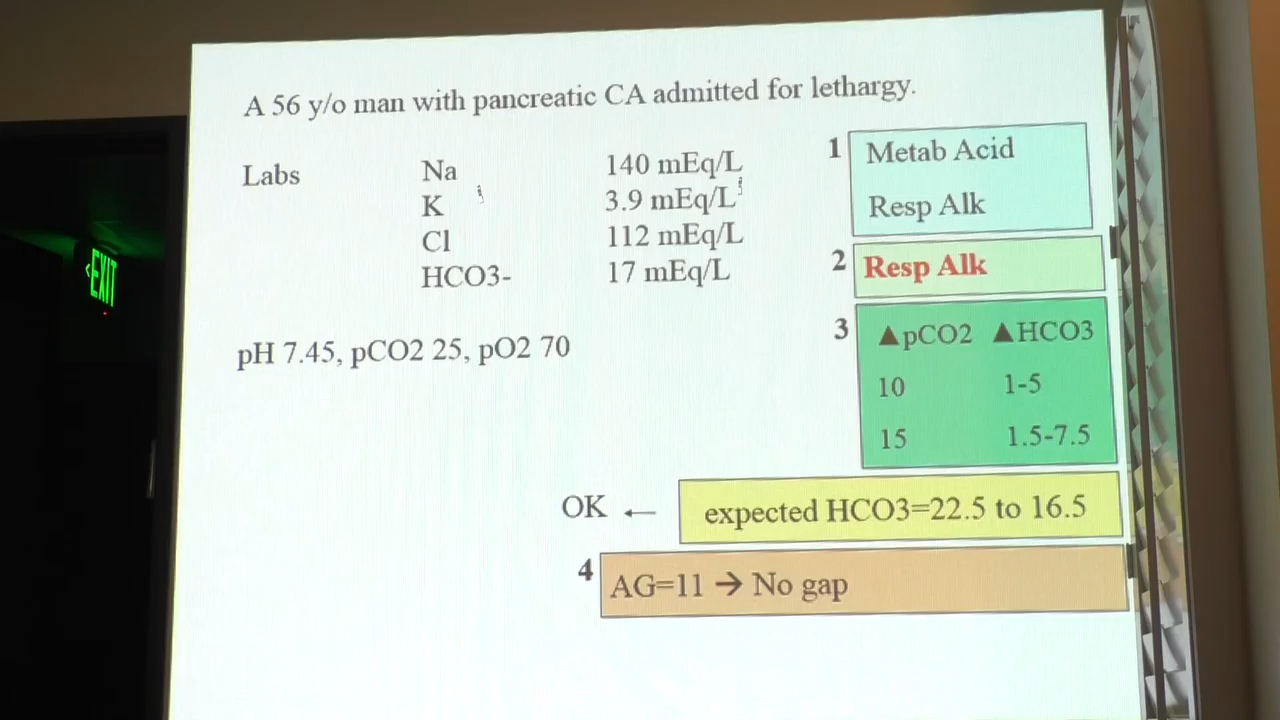 A 56 y/o man with pancreatic CA admitted for lethargy.
Labs Na 140 mEq/L
K 3.9 mEq/L
Cl 112 mEq/L
HCO3- 17 mEq/L
pH 7.45, pCO2 25, pO2 70
1 Metab Acid
Resp Alk
2 Resp Alk
3 ▲pCO2 ▲HCO3
10 1-5
15 1.5-7.5
OK ← expected HCO3=22.5 to 16.5
4 AG=11 → No gap
<EXIT